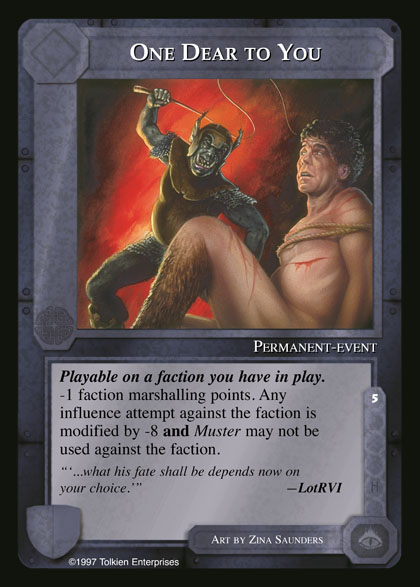 ONE DEAR TO YOU
PERMANENT-EVENT
Playable on a faction you have in play.
-1 faction marshalling points. Any
influence attempt against the faction is
modified by -8 and Muster may not be
used against the faction.
“‘...what his fate shall be depends now on
your choice.’” –LotRVI
5
H
ART BY ZINA SAUNDERS
©1997 Tolkien Enterprises